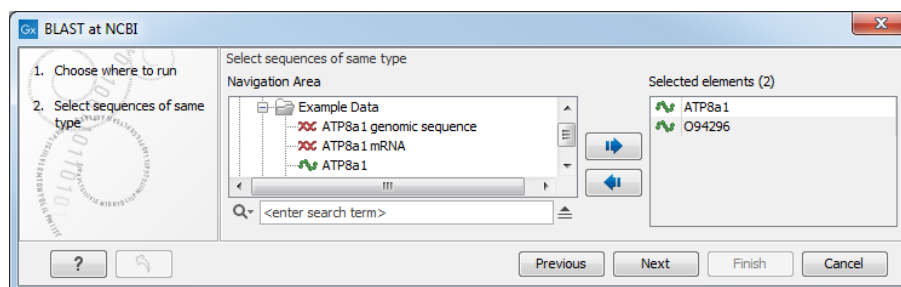 Gx BLAST at NCBI
1. Choose where to run
2. Select sequences of same
type
Select sequences of same type
Navigation Area
Example Data
ATP8a1 genomic sequence
ATP8a1 mRNA
ATP8a1
<enter search term>
Selected elements (2)
ATP8a1
O94296
?
Previous
Next
Finish
Cancel